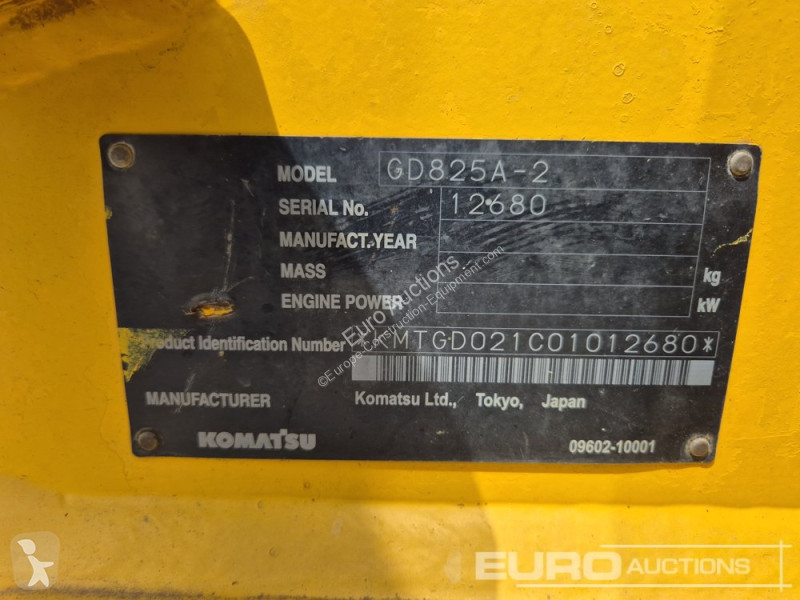 MODEL GD825A-2
SERIAL No. 12680
MANUFACT.YEAR
MASS kg
ENGINE POWER kW
Product Identification Number *KMTGD021C01012680*
MANUFACTURER Komatsu Ltd., Tokyo, Japan
KOMATSU 09602-10001
Euro Auctions
©Europe-Construction-Equipment.com
EURO AUCTIONS